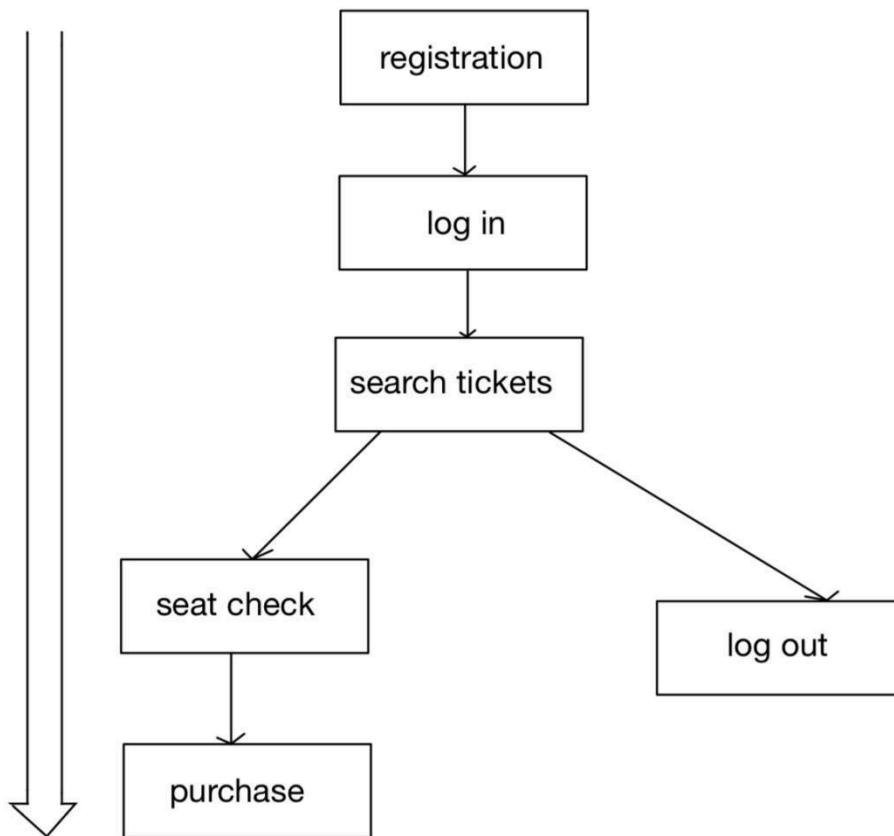 registration
log in
search tickets
seat check
log out
purchase